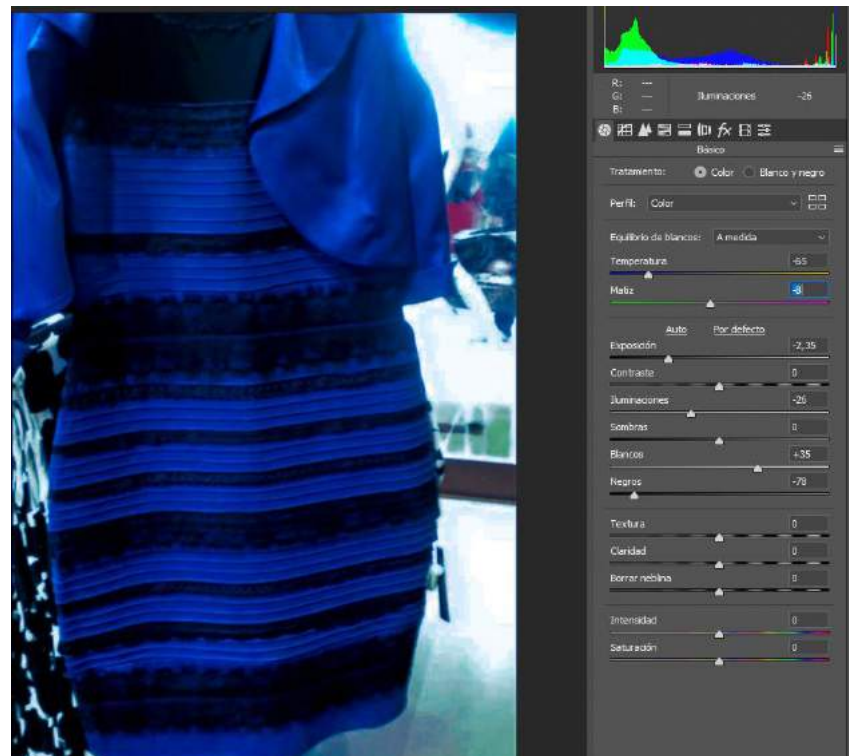 R: ---
G: ---
B: ---
Iluminaciones -26
Básico
Tratamiento: Color Blanco y negro
Perfil: Color
Equilibrio de blancos: A medida
Temperatura -65
Matiz -8
Auto Por defecto
Exposición -2,35
Contraste 0
Iluminaciones -26
Sombras 0
Blancos +35
Negros -78
Textura 0
Claridad 0
Borrar neblina 0
Intensidad 0
Saturación 0